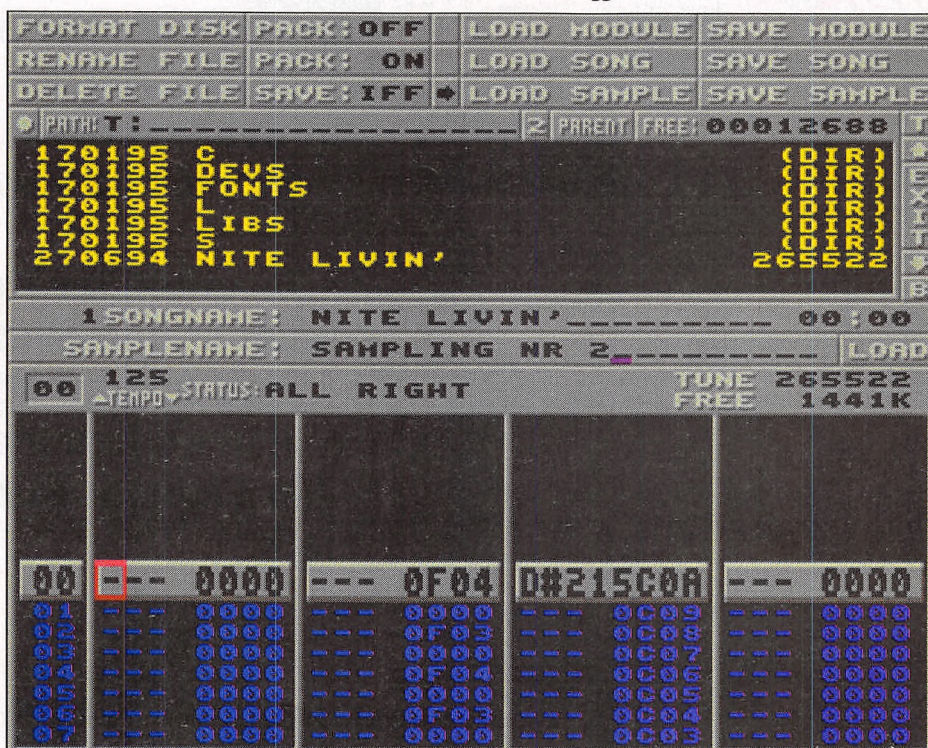 FORMAT DISK PACK:OFF LOAD MODULE SAVE MODULE
RENAME FILE PACK: ON LOAD SONG SAVE SONG
DELETE FILE SAVE:IFF LOAD SAMPLE SAVE SAMPLE
PATH:T:_________________ 2 PARENT FREE: 00012688 T
170195 C (DIR)
170195 DEVS (DIR)
170195 FONTS (DIR)
170195 L (DIR)
170195 LIBS (DIR)
170195 S (DIR)
270694 NITE LIVIN' 265522
EXIT
B
1 SONGNAME: NITE LIVIN'_________ 00:00
SAMPLENAME: SAMPLING NR 2_________ LOAD
00 125 TEMPO STATUS:ALL RIGHT TUNE 265522
FREE 1441K
00 --- 0000 --- 0F04 D#215C0A --- 0000
01 --- 0000 --- 0000 --- 0C09 --- 0000
02 --- 0000 --- 0F03 --- 0C08 --- 0000
03 --- 0000 --- 0000 --- 0C07 --- 0000
04 --- 0000 --- 0F04 --- 0C06 --- 0000
05 --- 0000 --- 0000 --- 0C05 --- 0000
06 --- 0000 --- 0F03 --- 0C04 --- 0000
07 --- 0000 --- 0000 --- 0C03 --- 0000